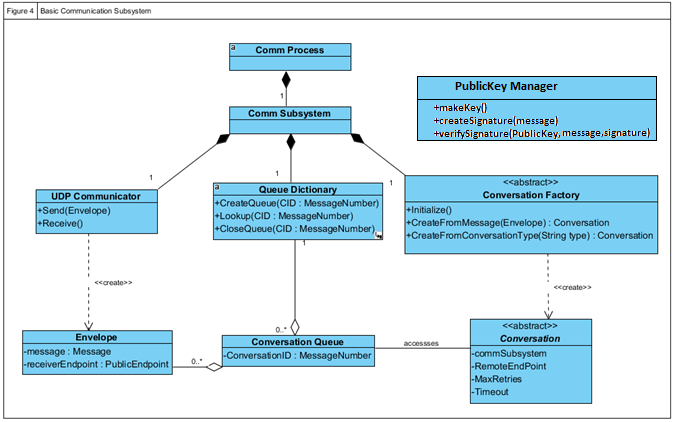 Figure 4 Basic Communication Subsystem
a
Comm Process
1
Comm Subsystem
PublicKey Manager
+makeKey()
+createSignature(message)
+verifySignature(PublicKey, message,signature)
1
1
1
UDP Communicator
+Send(Envelope)
+Receive()
a
Queue Dictionary
+CreateQueue(CID : MessageNumber)
+Lookup(CID : MessageNumber)
+CloseQueue(CID : MessageNumber)
<<abstract>>
Conversation Factory
+Initialize()
+CreateFromMessage(Envelope) : Conversation
+CreateFromConversationType(String type) : Conversation
1
<<create>>
<<create>>
0..*
Envelope
-message : Message
-receiverEndpoint : PublicEndpoint
0..*
Conversation Queue
-ConversationID : MessageNumber
accessses
<<abstract>>
Conversation
-commSubsystem
-RemoteEndPoint
-MaxRetries
-Timeout